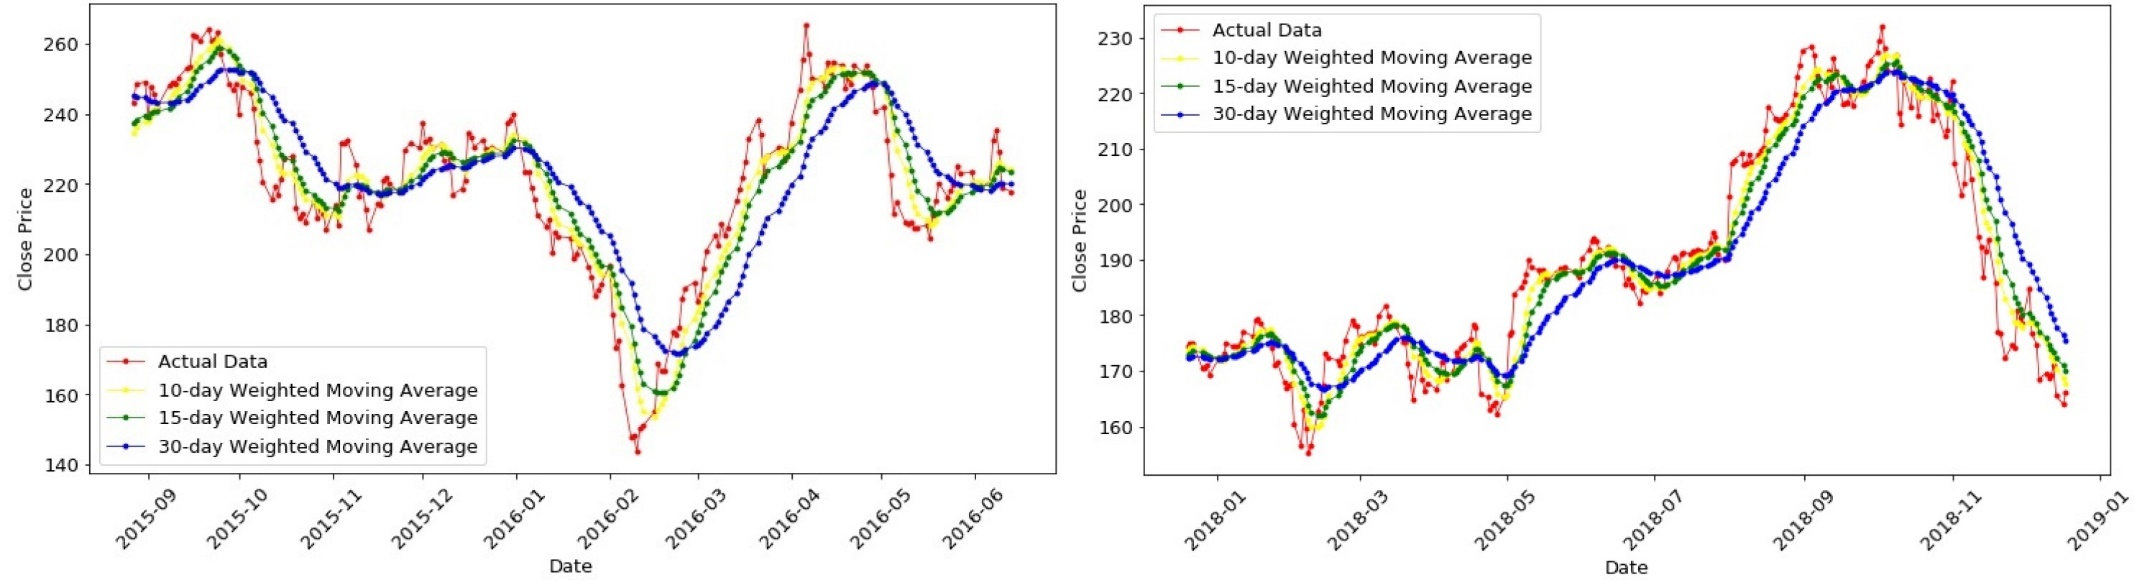 260
240
220
200
180
160
140
Close Price
Actual Data
10-day Weighted Moving Average
15-day Weighted Moving Average
30-day Weighted Moving Average
2015-09
2015-10
2015-11
2015-12
2016-01
2016-02
2016-03
2016-04
2016-05
2016-06
Date
230
220
210
200
190
180
170
160
Close Price
Actual Data
10-day Weighted Moving Average
15-day Weighted Moving Average
30-day Weighted Moving Average
2018-01
2018-03
2018-05
2018-07
2018-09
2018-11
2019-01
Date